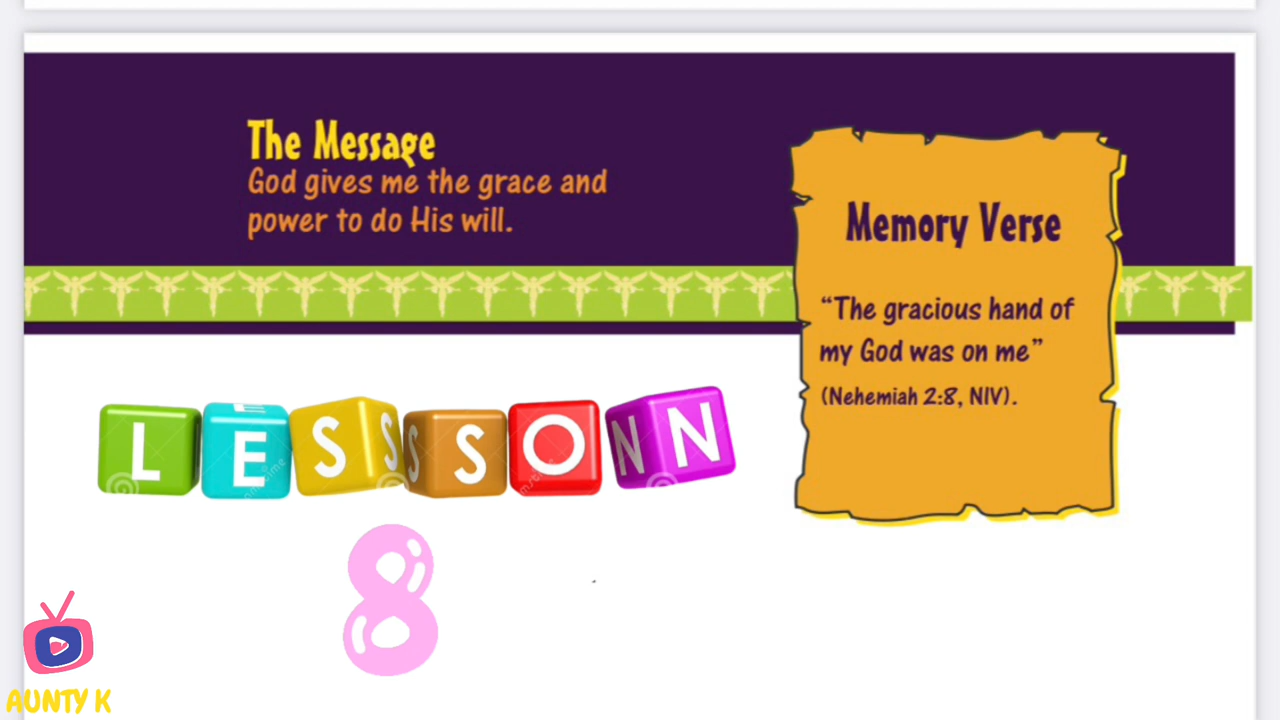 The Message
God gives me the grace and
power to do His will.
Memory Verse
“The gracious hand of
my God was on me”
(Nehemiah 2:8, NIV).
LESSON
8
AUNTY K